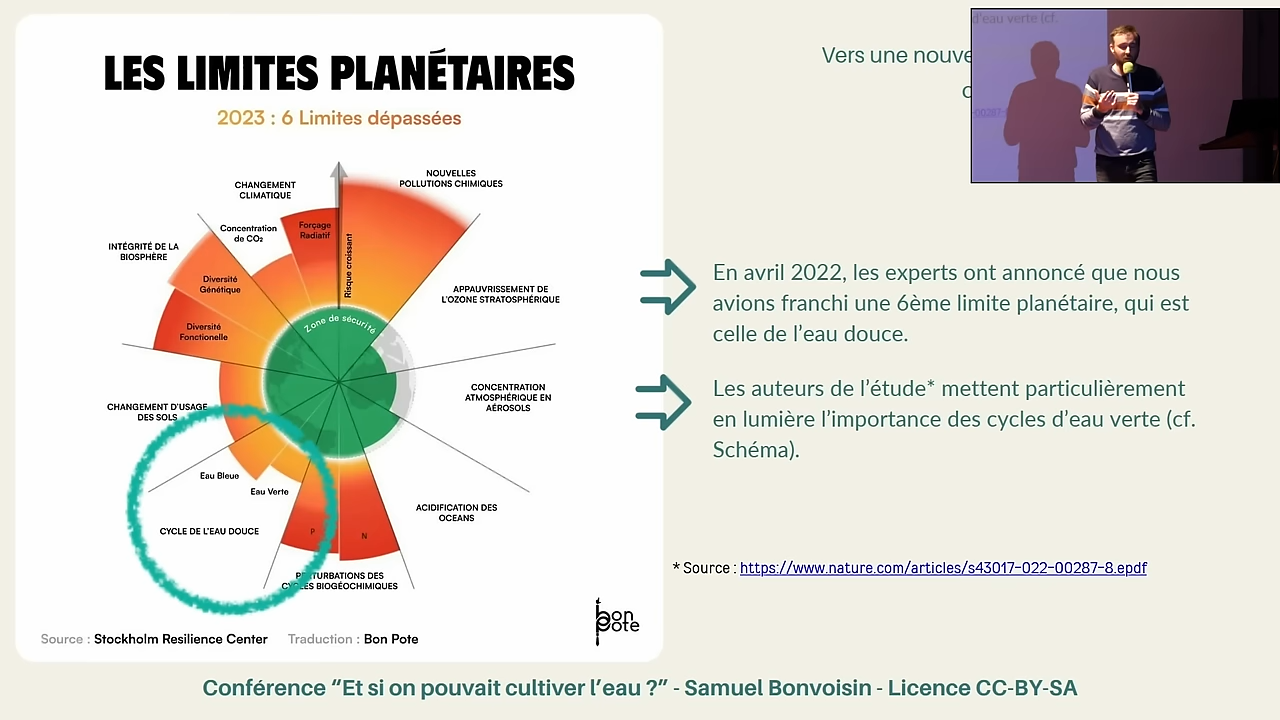 LES LIMITES PLANÉTAIRES
2023 : 6 Limites dépassées
CHANGEMENT
CLIMATIQUE
NOUVELLES
POLLUTIONS CHIMIQUES
Concentration
de CO₂
Forçage
Radiatif
Risque croissant
INTÉGRITÉ DE LA
BIOSPHÈRE
Diversité
Génétique
Diversité
Fonctionelle
Zone de sécurité
APPAUVRISSEMENT DE
L'OZONE STRATOSPHÉRIQUE
CONCENTRATION
ATMOSPHÉRIQUE EN
AÉROSOLS
CHANGEMENT D'USAGE
DES SOLS
Eau Bleue
Eau Verte
CYCLE DE L'EAU DOUCE
P
N
ACIDIFICATION DES
OCEANS
PERTURBATIONS DES
CYCLES BIOGÉOCHIMIQUES
Source : Stockholm Resilience Center Traduction : Bon Pote
bon
pote
Vers une nouve
d'eau verte (cf.
En avril 2022, les experts ont annoncé que nous
avions franchi une 6ème limite planétaire, qui est
celle de l'eau douce.
Les auteurs de l'étude* mettent particulièrement
en lumière l'importance des cycles d'eau verte (cf.
Schéma).
* Source : https://www.nature.com/articles/s43017-022-00287-8.epdf
Conférence "Et si on pouvait cultiver l'eau ?" - Samuel Bonvoisin - Licence CC-BY-SA